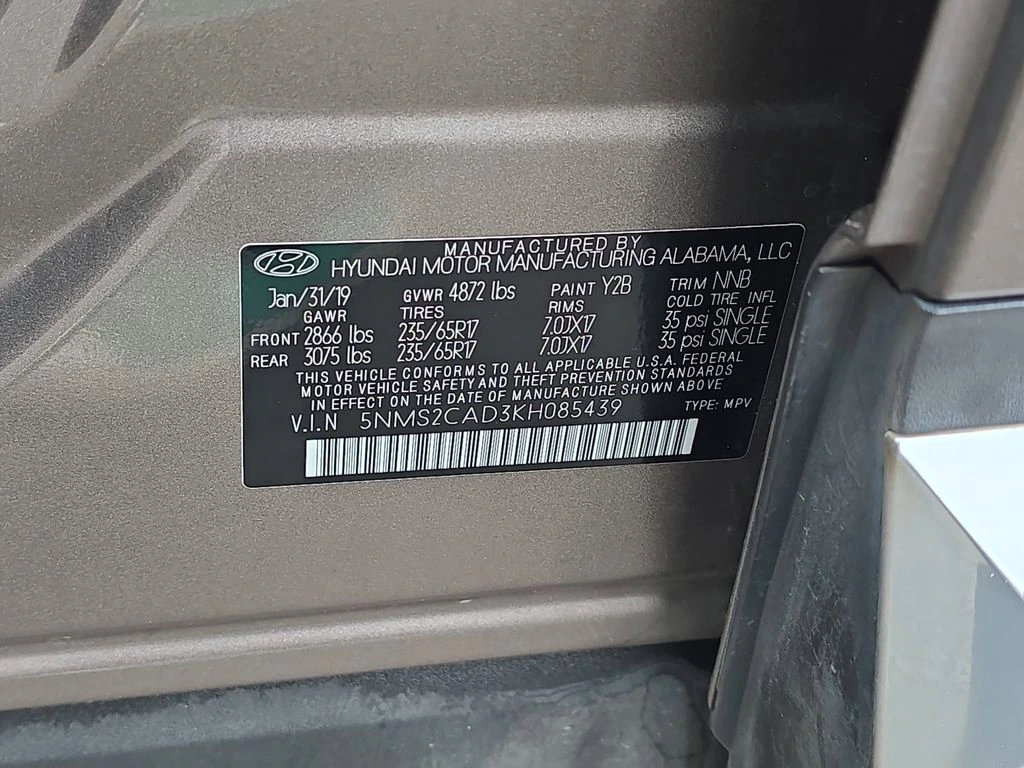 MANUFACTURED BY
HYUNDAI MOTOR MANUFACTURING ALABAMA, LLC
Jan/31/19 GVWR 4872 lbs PAINT Y2B TRIM NNB
GAWR TIRES RIMS COLD TIRE INFL
FRONT 2866 lbs 235/65R17 7.0JX17 35 psi SINGLE
REAR 3075 lbs 235/65R17 7.0JX17 35 psi SINGLE
THIS VEHICLE CONFORMS TO ALL APPLICABLE U.S.A. FEDERAL
MOTOR VEHICLE SAFETY AND THEFT PREVENTION STANDARDS
IN EFFECT ON THE DATE OF MANUFACTURE SHOWN ABOVE
V.I.N 5NMS2CAD3KH085439 TYPE: MPV